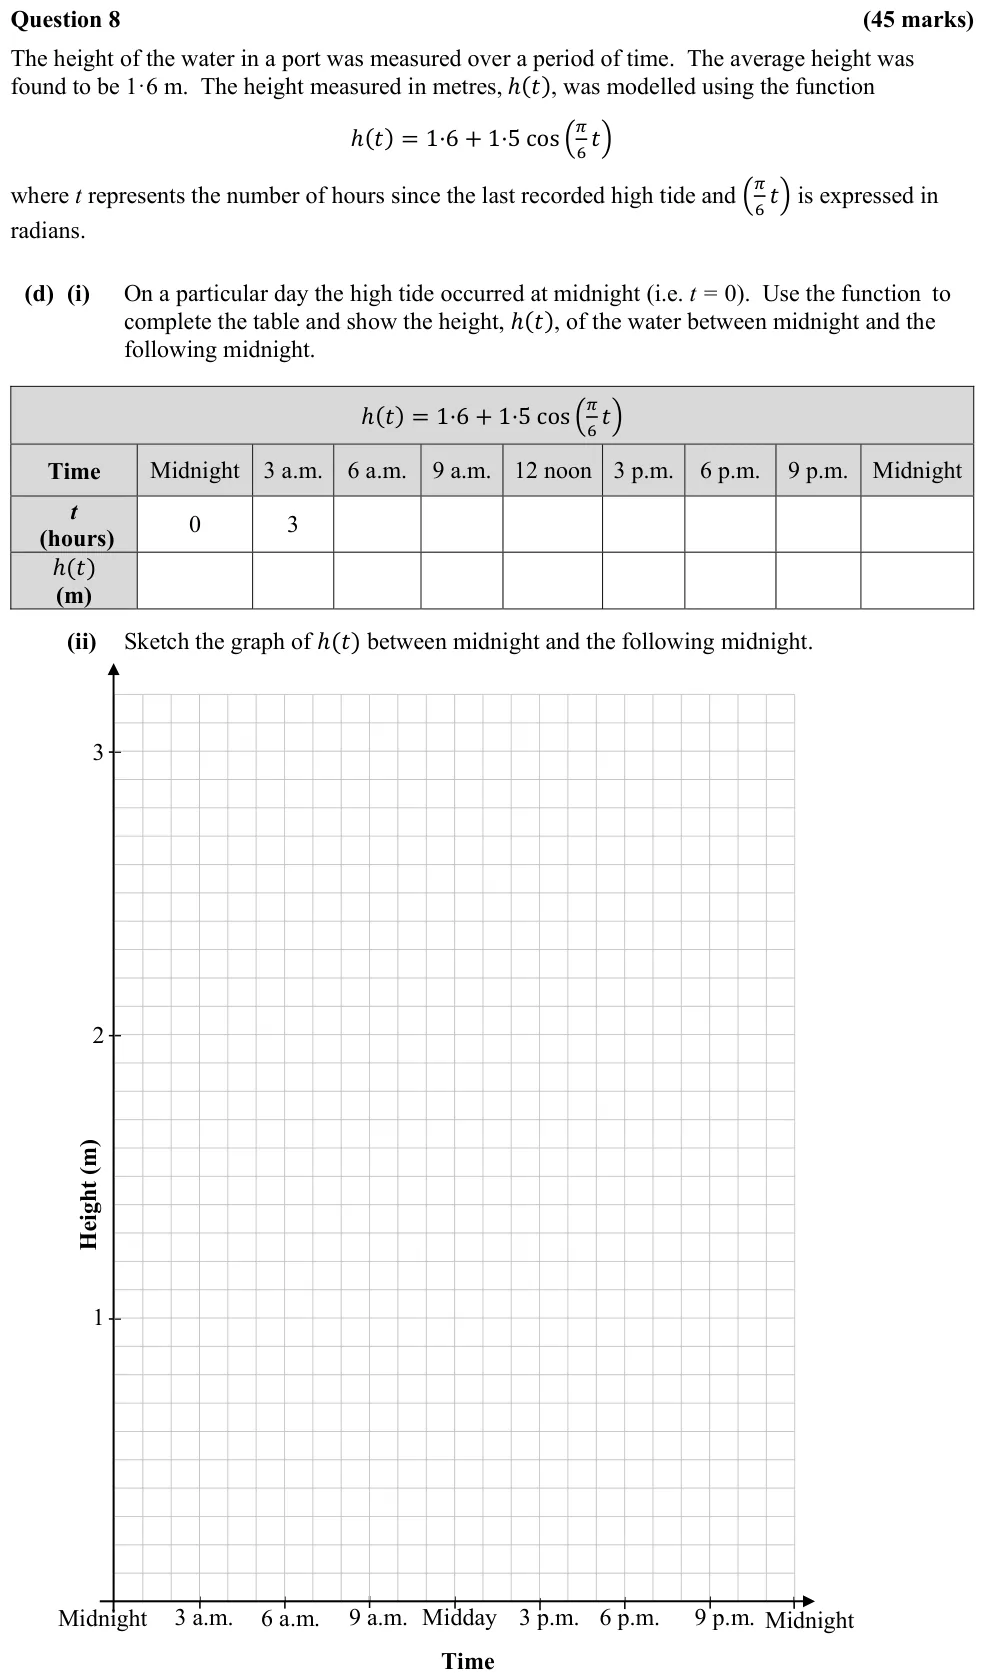 Question 8 (45 marks)
The height of the water in a port was measured over a period of time. The average height was
found to be 1·6 m. The height measured in metres, h(t), was modelled using the function
h(t) = 1·6 + 1·5 cos (π/6 t)
where t represents the number of hours since the last recorded high tide and (π/6 t) is expressed in
radians.
(d) (i) On a particular day the high tide occurred at midnight (i.e. t = 0). Use the function to
complete the table and show the height, h(t), of the water between midnight and the
following midnight.
h(t) = 1·6 + 1·5 cos (π/6 t)
Time Midnight 3 a.m. 6 a.m. 9 a.m. 12 noon 3 p.m. 6 p.m. 9 p.m. Midnight
t
(hours) 0 3
h(t)
(m)
(ii) Sketch the graph of h(t) between midnight and the following midnight.
3
2
Height (m)
1
Midnight 3 a.m. 6 a.m. 9 a.m. Midday 3 p.m. 6 p.m. 9 p.m. Midnight
Time